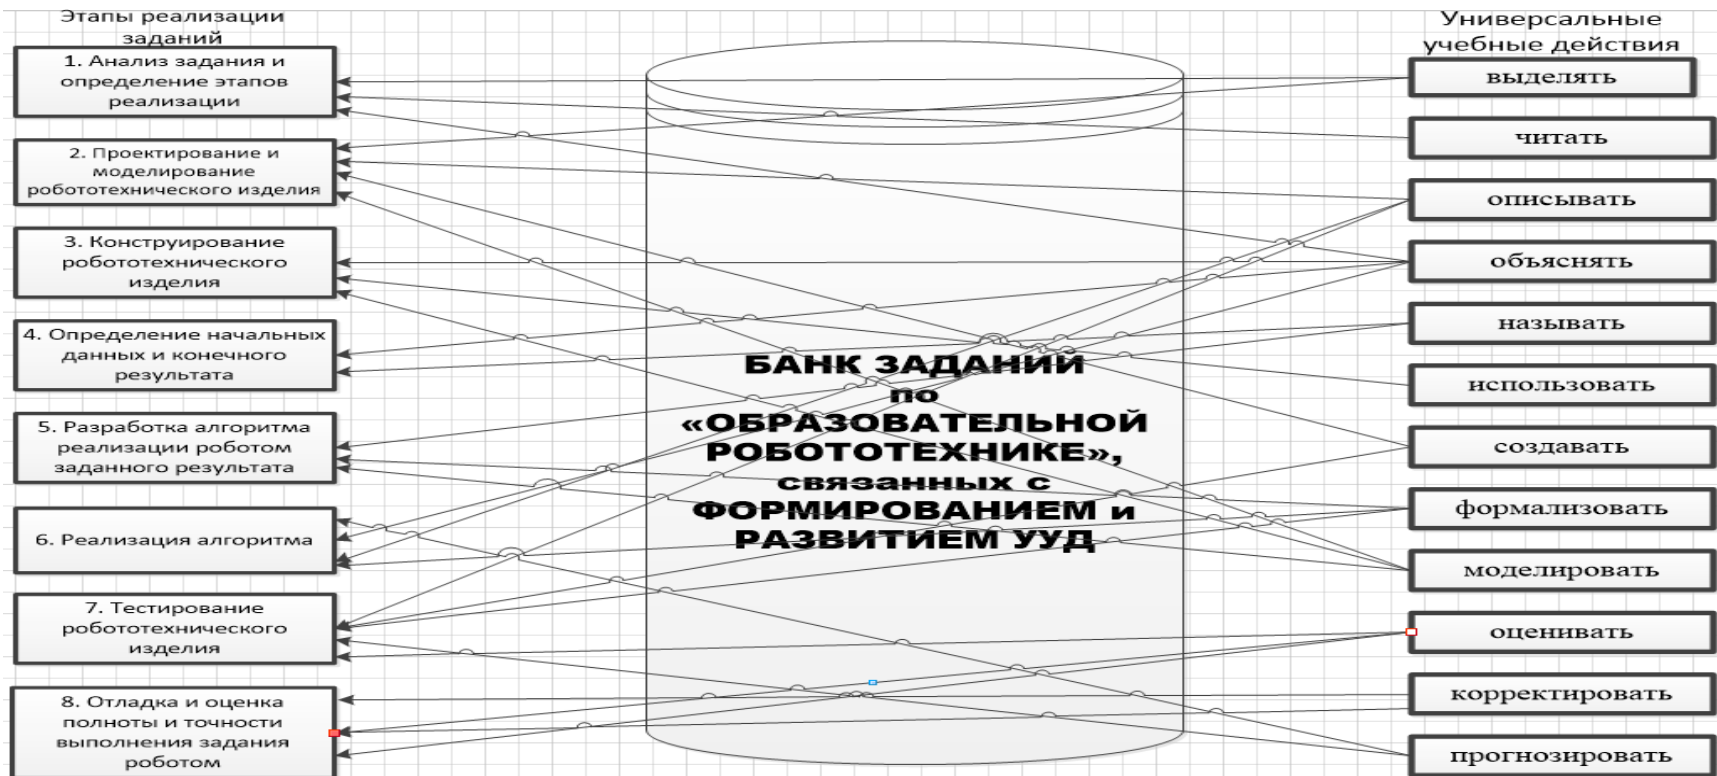 Этапы реализации
заданий
1. Анализ задания и
определение этапов
реализации
2. Проектирование и
моделирование
робототехнического изделия
3. Конструирование
робототехнического
изделия
4. Определение начальных
данных и конечного
результата
5. Разработка алгоритма
реализации роботом
заданного результата
6. Реализация алгоритма
7. Тестирование
робототехнического
изделия
8. Отладка и оценка
полноты и точности
выполнения задания
роботом
БАНК ЗАДАНИЙ
по
«ОБРАЗОВАТЕЛЬНОЙ
РОБОТОТЕХНИКЕ»,
связанных с
ФОРМИРОВАНИЕМ и
РАЗВИТИЕМ УУД
Универсальные
учебные действия
выделять
читать
описывать
объяснять
называть
использовать
создавать
формализовать
моделировать
оценивать
корректировать
прогнозировать